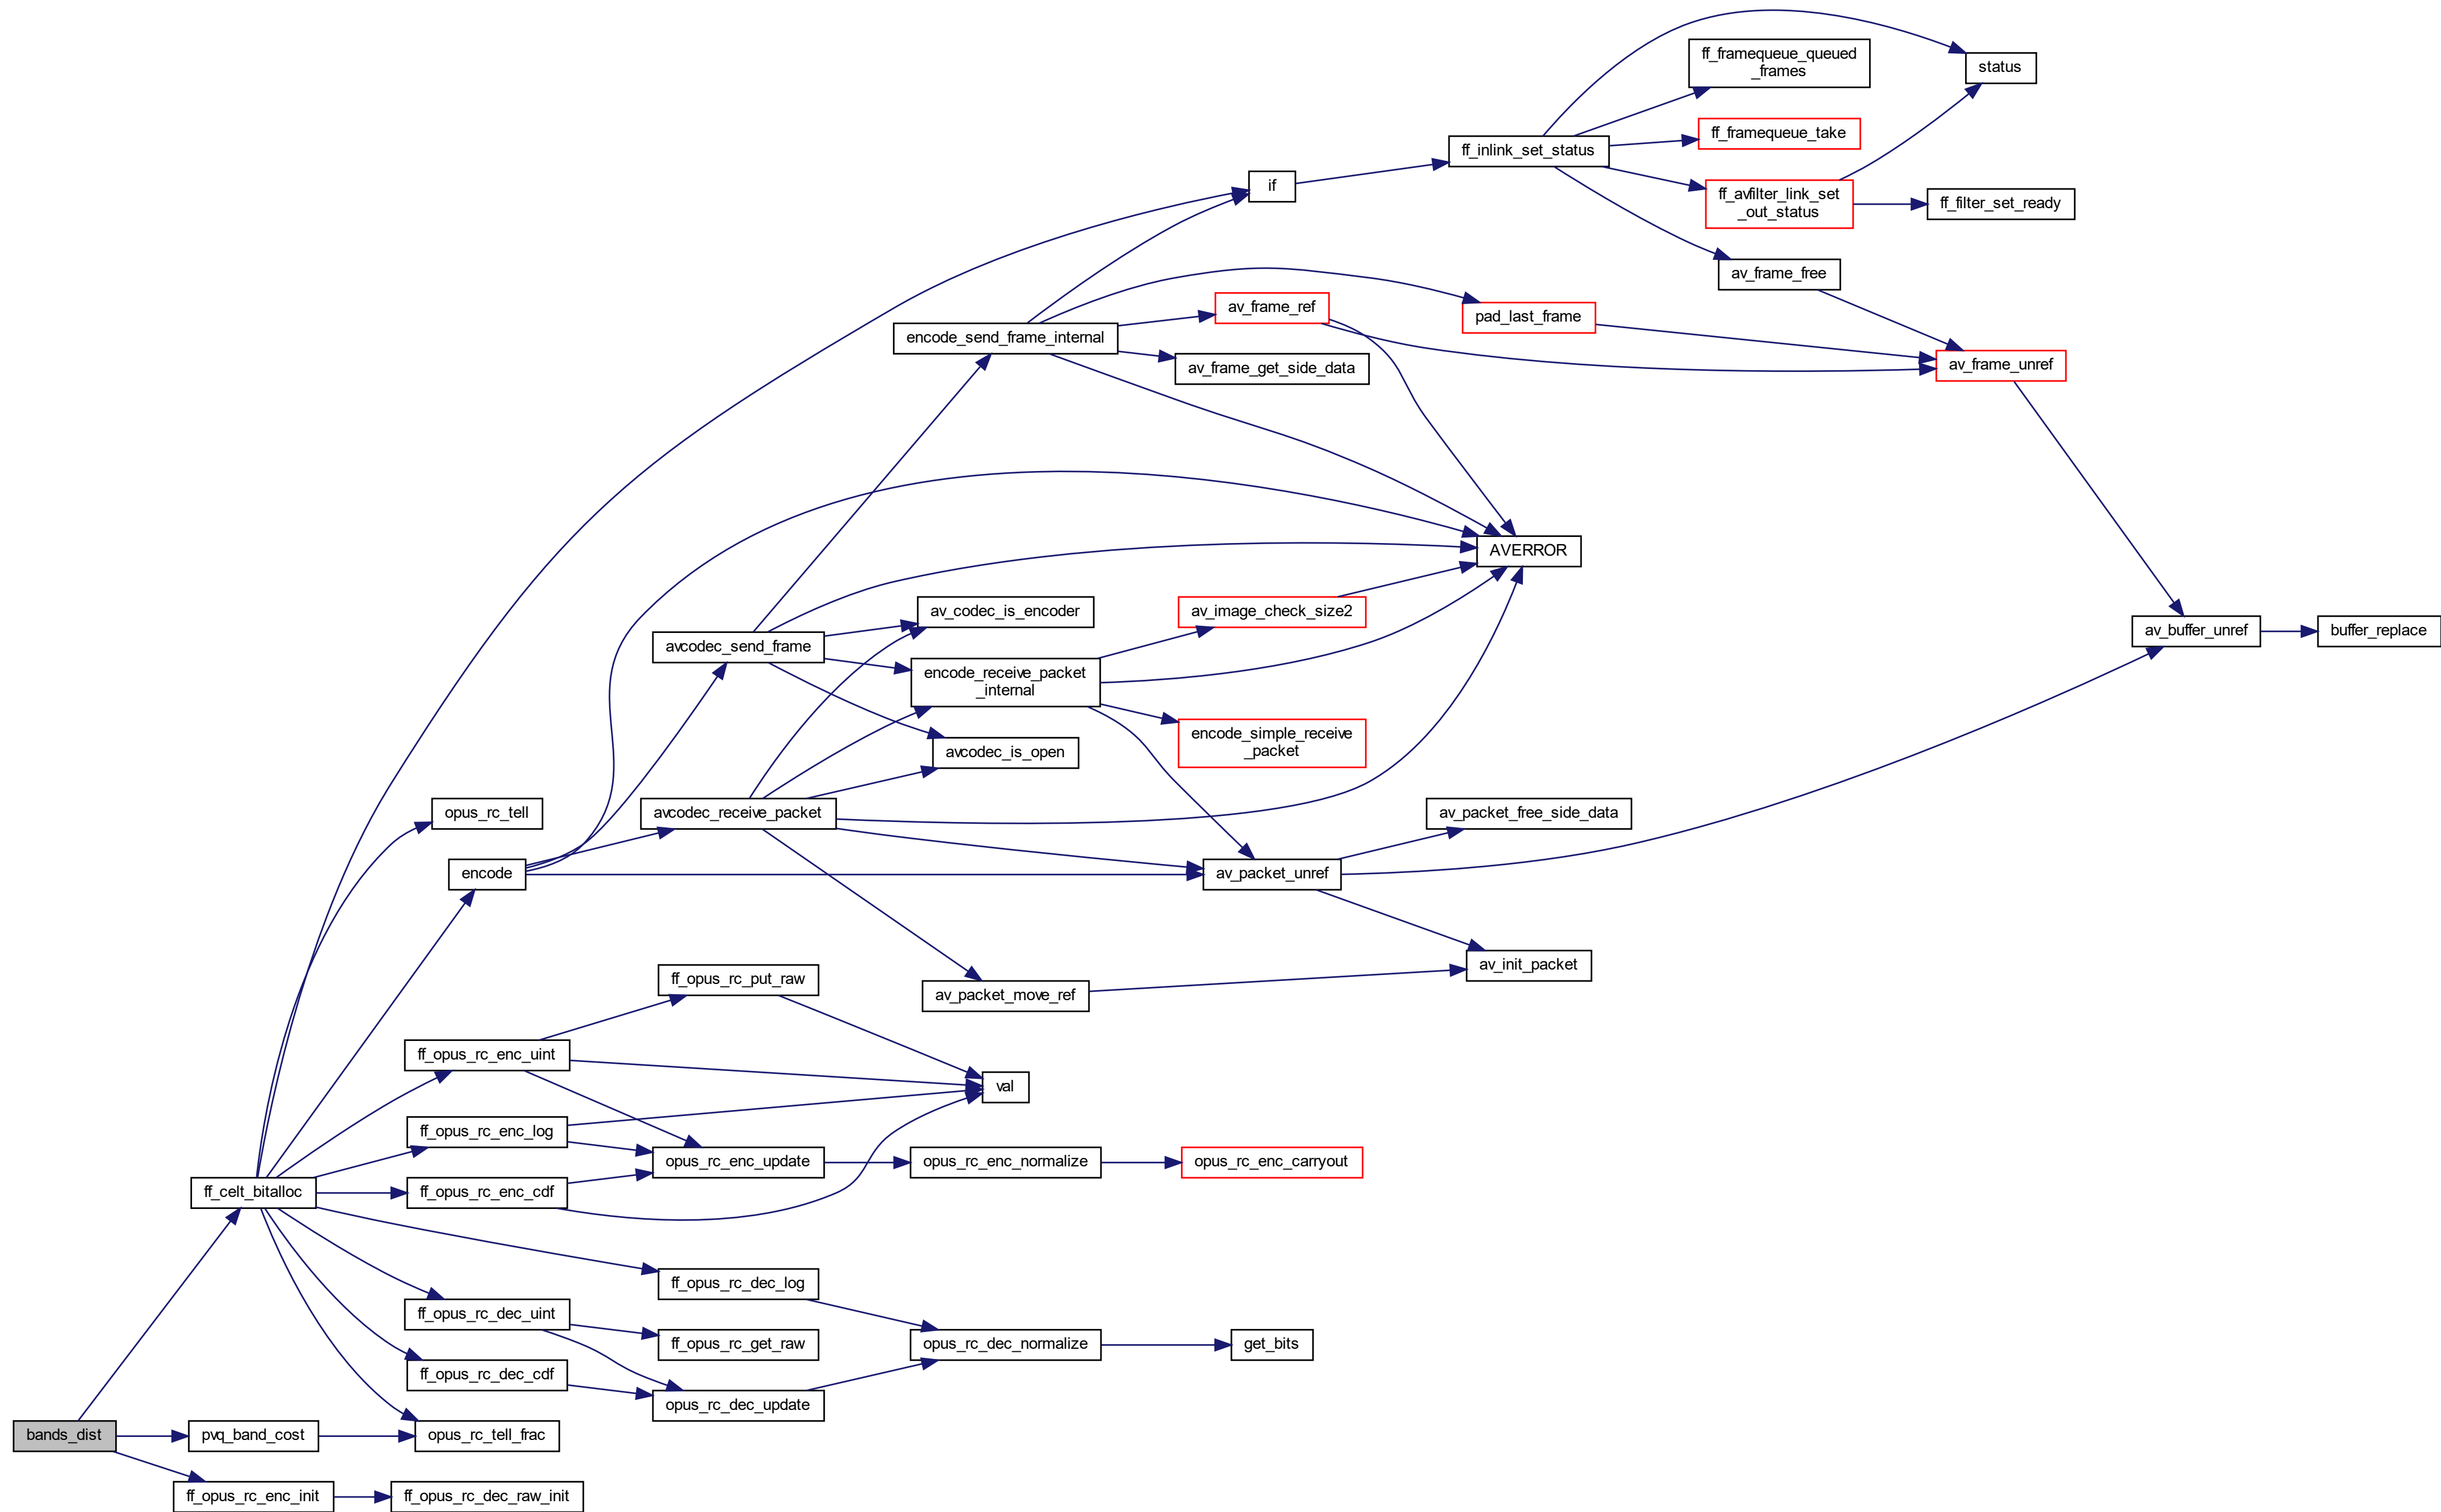 ff_framequeue_queued
_frames
status
ff_framequeue_take
ff_inlink_set_status
if
ff_avfilter_link_set
_out_status
ff_filter_set_ready
av_frame_free
av_frame_ref
pad_last_frame
encode_send_frame_internal
av_frame_get_side_data
av_frame_unref
AVERROR
av_codec_is_encoder
av_image_check_size2
avcodec_send_frame
av_buffer_unref
buffer_replace
encode_receive_packet
_internal
encode_simple_receive
_packet
avcodec_is_open
opus_rc_tell
avcodec_receive_packet
av_packet_free_side_data
encode
av_packet_unref
av_init_packet
ff_opus_rc_put_raw
av_packet_move_ref
ff_opus_rc_enc_uint
val
ff_opus_rc_enc_log
opus_rc_enc_update
opus_rc_enc_normalize
opus_rc_enc_carryout
ff_celt_bitalloc
ff_opus_rc_enc_cdf
ff_opus_rc_dec_log
ff_opus_rc_dec_uint
ff_opus_rc_get_raw
opus_rc_dec_normalize
get_bits
ff_opus_rc_dec_cdf
opus_rc_dec_update
bands_dist
pvq_band_cost
opus_rc_tell_frac
ff_opus_rc_enc_init
ff_opus_rc_dec_raw_init